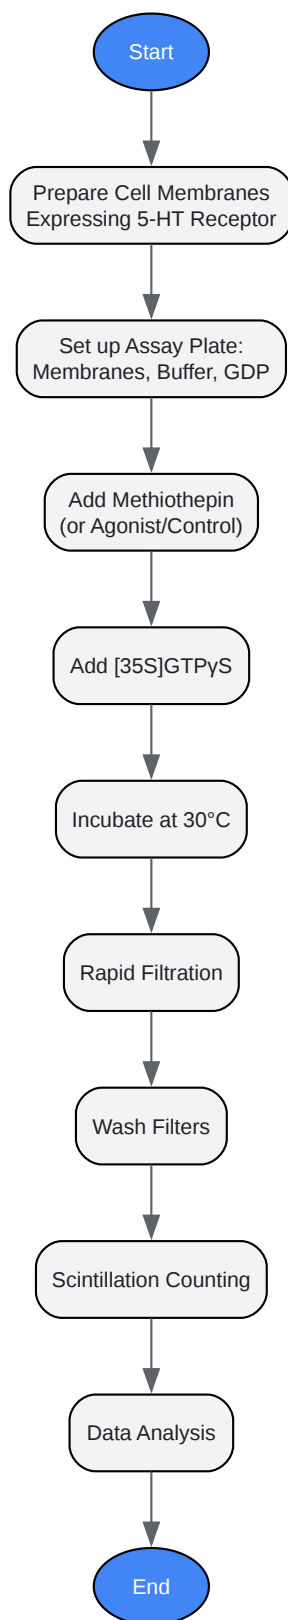 Start
Prepare Cell Membranes
Expressing 5-HT Receptor
Set up Assay Plate:
Membranes, Buffer, GDP
Add Methiothepin
(or Agonist/Control)
Add [35S]GTPγS
Incubate at 30°C
Rapid Filtration
Wash Filters
Scintillation Counting
Data Analysis
End